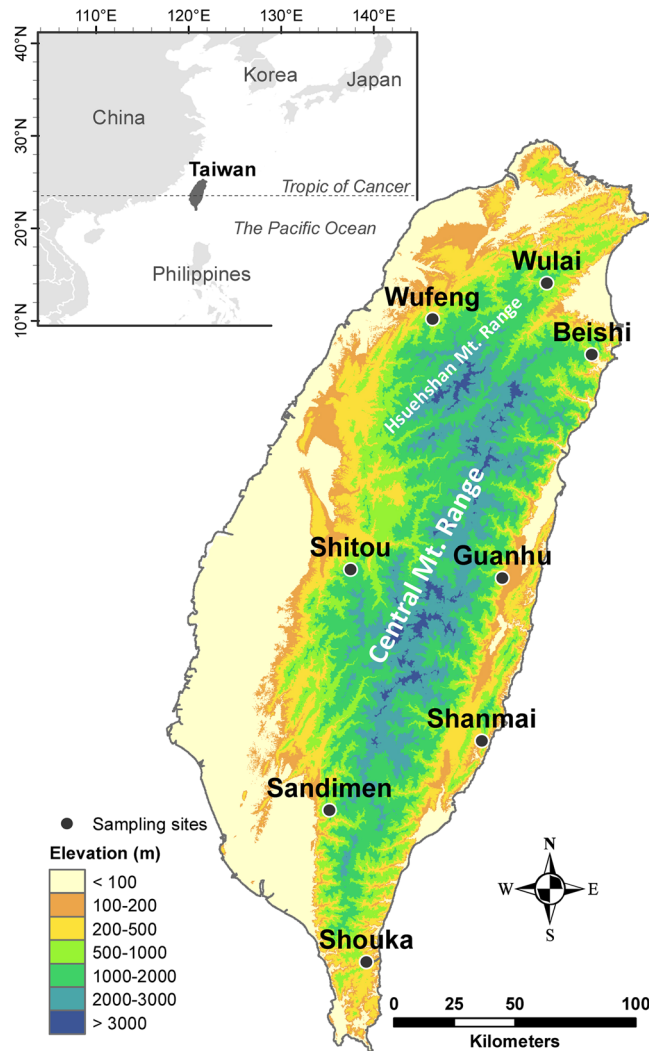 110°E 120°E 130°E 140°E
40°N
30°N
20°N
10°N
Korea
Japan
China
Taiwan
Tropic of Cancer
The Pacific Ocean
Philippines
Wulai
Wufeng
Beishi
Hsuehshan Mt. Range
Central Mt. Range
Shitou
Guanhu
Shanmai
Sandimen
Shouka
Sampling sites
Elevation (m)
< 100
100-200
200-500
500-1000
1000-2000
2000-3000
> 3000
N
W E
S
0 25 50 100
Kilometers